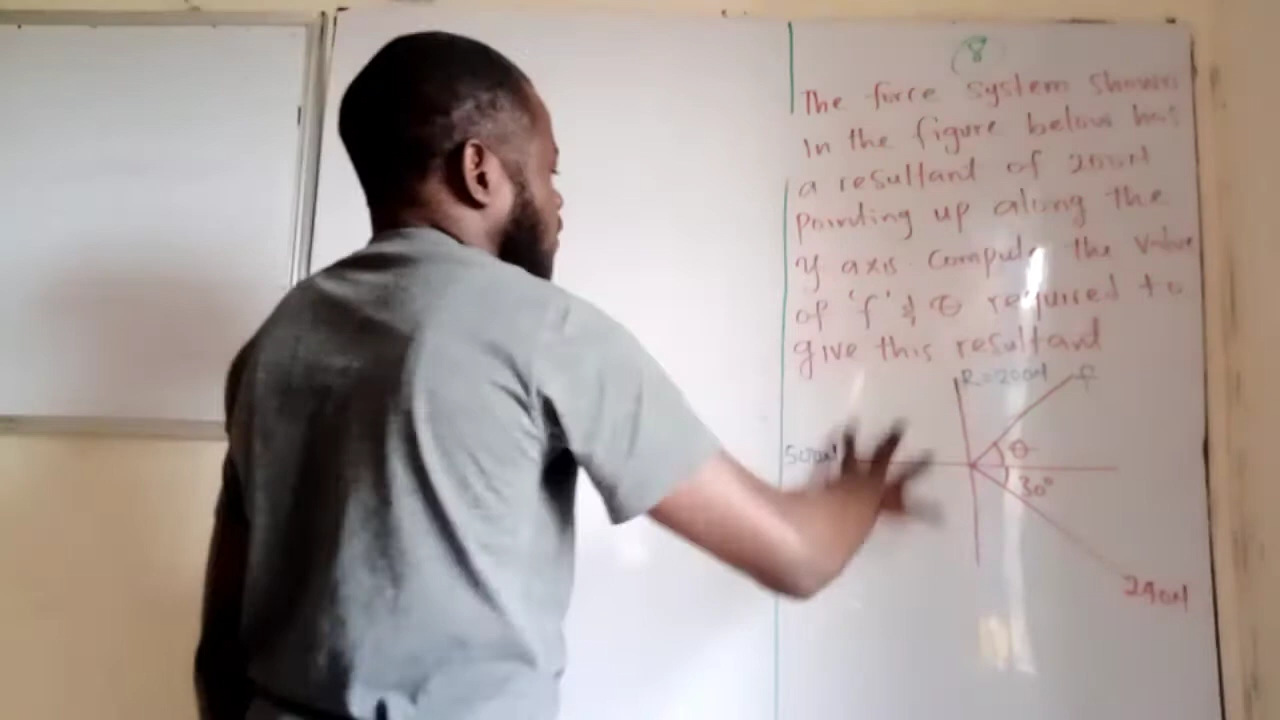 8
The force system shown
In the figure below has
a resultant of 200N
pointing up along the
y axis compute the value
of 'f' & θ required to
give this resultant
R=200N F
500N θ
30°
240N